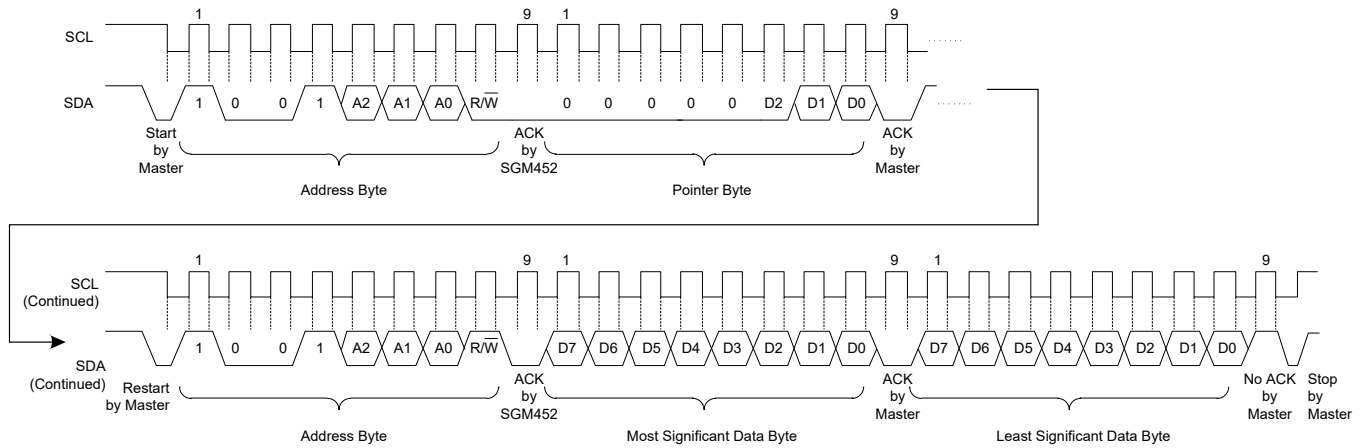 1 9 1 9
SCL
SDA
1 0 0 1 A2 A1 A0 R/W̅ 0 0 0 0 0 D2 D1 D0
Start
by
Master
ACK
by
SGM452
ACK
by
Master
Address Byte
Pointer Byte
1 9 1 9 1 9
SCL
(Continued)
SDA
(Continued)
1 0 0 1 A2 A1 A0 R/W̅ D7 D6 D5 D4 D3 D2 D1 D0 D7 D6 D5 D4 D3 D2 D1 D0
Restart
by Master
ACK
by
SGM452
ACK
by
Master
No ACK
by
Master
Stop
by
Master
Address Byte
Most Significant Data Byte
Least Significant Data Byte